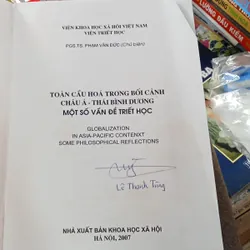 VIỆN KHOA HỌC XÃ HỘI VIỆT NAM
VIỆN TRIẾT HỌC
PGS.TS. PHẠM VĂN ĐỨC (Chủ biên)
TOÀN CẦU HOÁ TRONG BỐI CẢNH
CHÂU Á - THÁI BÌNH DƯƠNG
MỘT SỐ VẤN ĐỀ TRIẾT HỌC
GLOBALIZATION
IN ASIA-PACIFIC CONTENXT
SOME PHILOSOPHICAL REFLECTIONS
Lê Thanh Tùng
NHÀ XUẤT BẢN KHOA HỌC XÃ HỘI
HÀ NỘI, 2007